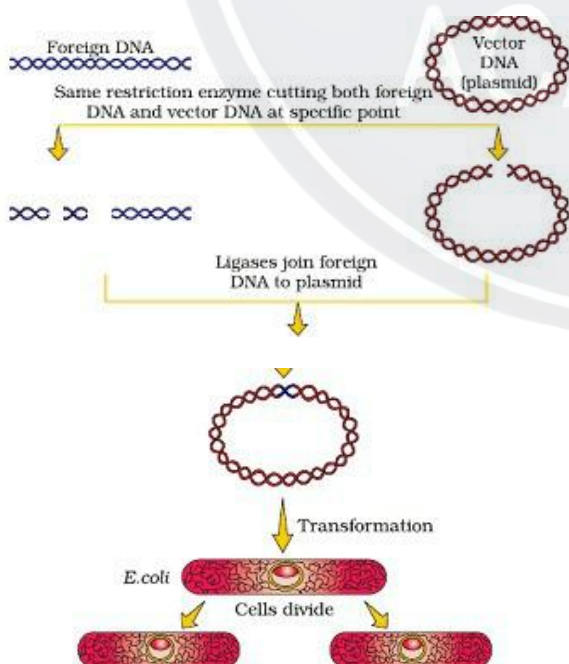 Foreign DNA
Vector
DNA
(plasmid)
Same restriction enzyme cutting both foreign
DNA and vector DNA at specific point
Ligases join foreign
DNA to plasmid
Transformation
E.coli
Cells divide